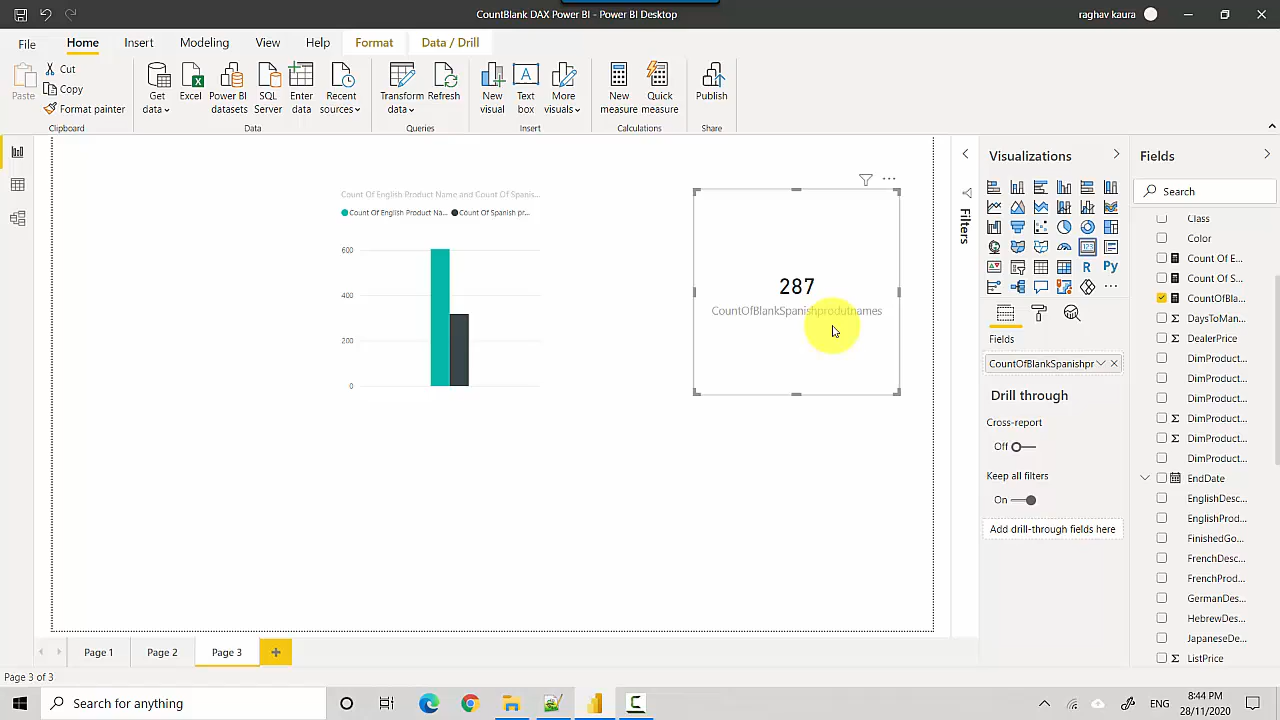 CountBlank DAX Power BI - Power BI Desktop
raghav kaura
File Home Insert Modeling View Help Format Data / Drill
Paste Cut Copy Format painter
Clipboard
Get data Excel Power BI datasets SQL Server Enter data Recent sources
Data
Transform data Refresh
Queries
New visual Text box More visuals
Insert
New measure Quick measure
Calculations
Publish
Share
Count Of English Product Name and Count Of Spanis...
Count Of English Product Na... Count Of Spanish pr...
600
400
200
0
287
CountOfBlankSpanishprodutnames
Filters
Visualizations
R Py
Fields
CountOfBlankSpanishpr
Drill through
Cross-report
Off
Keep all filters
On
Add drill-through fields here
Fields
Search
Class
Color
Count Of E...
Count Of S...
CountOfBla...
DaysToMan...
DealerPrice
DimProduct...
DimProduct...
DimProduct...
DimProduct...
DimProduct...
DimProduct...
EndDate
EnglishDesc...
EnglishProd...
FinishedGo...
FrenchDesc...
FrenchProd...
GermanDes...
HebrewDes...
JapaneseDe...
ListPrice
Page 1 Page 2 Page 3
Page 3 of 3
Search for anything
ENG
8:44 PM
28/11/2020